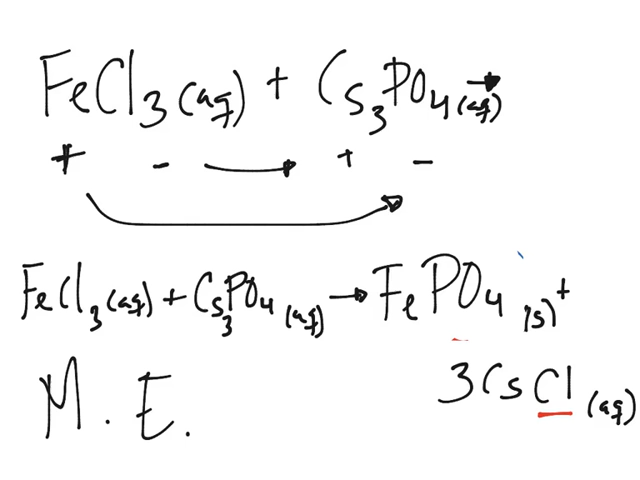 FeCl3(aq) + Cs3PO4(aq) →
+ - → + -
FeCl3(aq) + Cs3PO4(aq) → FePO4(s) +
3CsCl(aq)
M. E.